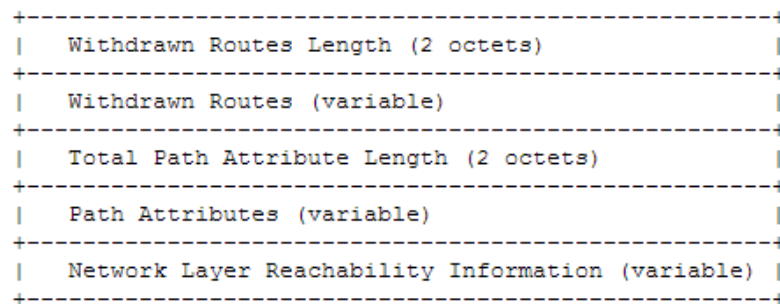 Withdrawn Routes Length (2 octets)
Withdrawn Routes (variable)
Total Path Attribute Length (2 octets)
Path Attributes (variable)
Network Layer Reachability Information (variable)